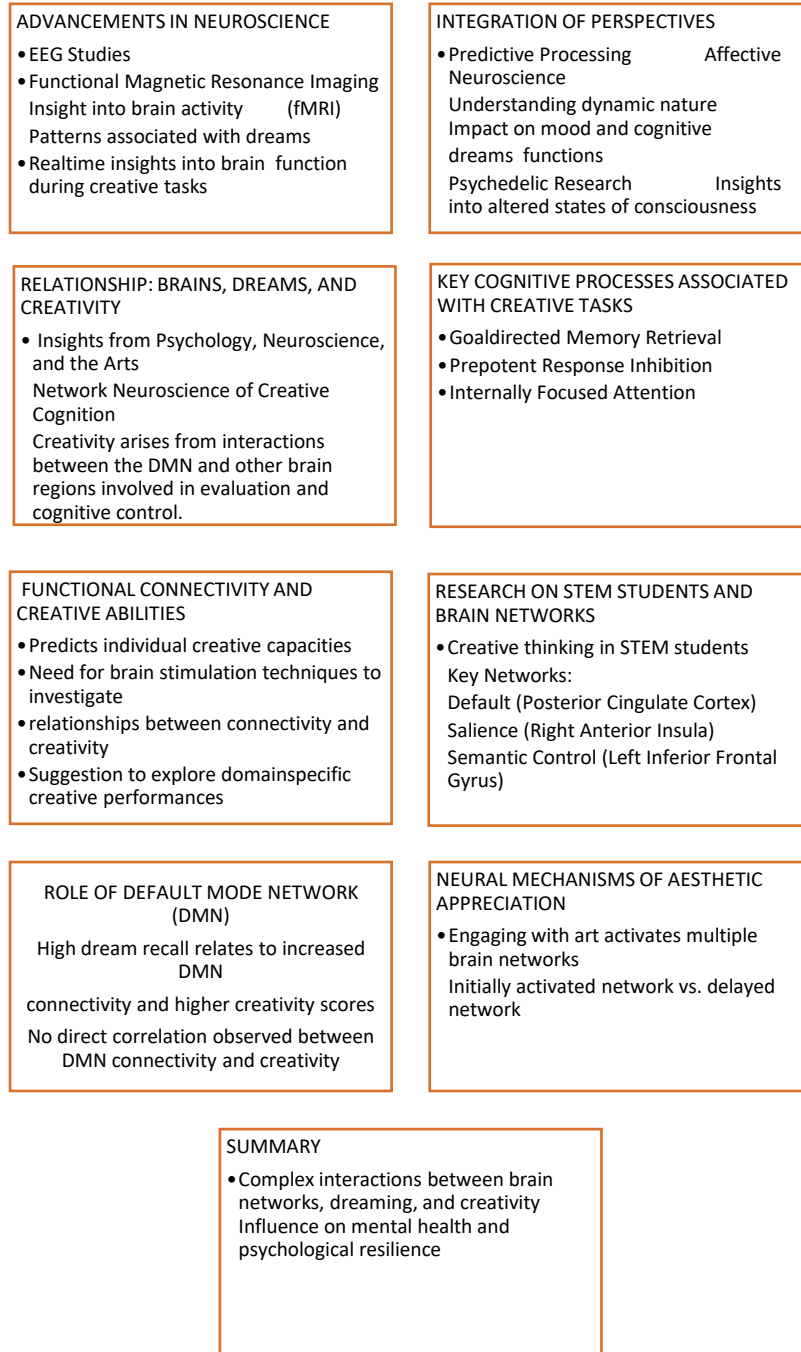 ADVANCEMENTS IN NEUROSCIENCE
• EEG Studies
• Functional Magnetic Resonance Imaging
Insight into brain activity (fMRI)
Patterns associated with dreams
• Realtime insights into brain function
during creative tasks
INTEGRATION OF PERSPECTIVES
• Predictive Processing Affective
Neuroscience
Understanding dynamic nature
Impact on mood and cognitive
dreams functions
Psychedelic Research Insights
into altered states of consciousness
RELATIONSHIP: BRAINS, DREAMS, AND
CREATIVITY
• Insights from Psychology, Neuroscience,
and the Arts
Network Neuroscience of Creative
Cognition
Creativity arises from interactions
between the DMN and other brain
regions involved in evaluation and
cognitive control.
KEY COGNITIVE PROCESSES ASSOCIATED
WITH CREATIVE TASKS
• Goaldirected Memory Retrieval
• Prepotent Response Inhibition
• Internally Focused Attention
FUNCTIONAL CONNECTIVITY AND
CREATIVE ABILITIES
• Predicts individual creative capacities
• Need for brain stimulation techniques to
investigate
• relationships between connectivity and
creativity
• Suggestion to explore domainspecific
creative performances
RESEARCH ON STEM STUDENTS AND
BRAIN NETWORKS
• Creative thinking in STEM students
Key Networks:
Default (Posterior Cingulate Cortex)
Salience (Right Anterior Insula)
Semantic Control (Left Inferior Frontal
Gyrus)
ROLE OF DEFAULT MODE NETWORK
(DMN)
High dream recall relates to increased
DMN
connectivity and higher creativity scores
No direct correlation observed between
DMN connectivity and creativity
NEURAL MECHANISMS OF AESTHETIC
APPRECIATION
• Engaging with art activates multiple
brain networks
Initially activated network vs. delayed
network
SUMMARY
• Complex interactions between brain
networks, dreaming, and creativity
Influence on mental health and
psychological resilience